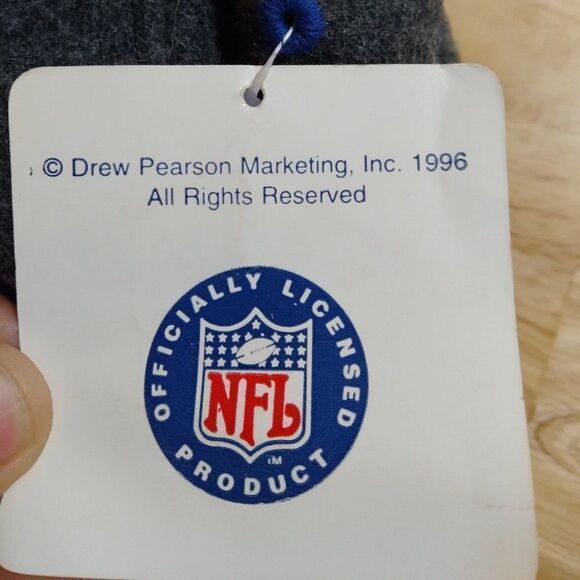 © Drew Pearson Marketing, Inc. 1996
All Rights Reserved
OFFICIALLY LICENSED
NFL
TM
PRODUCT